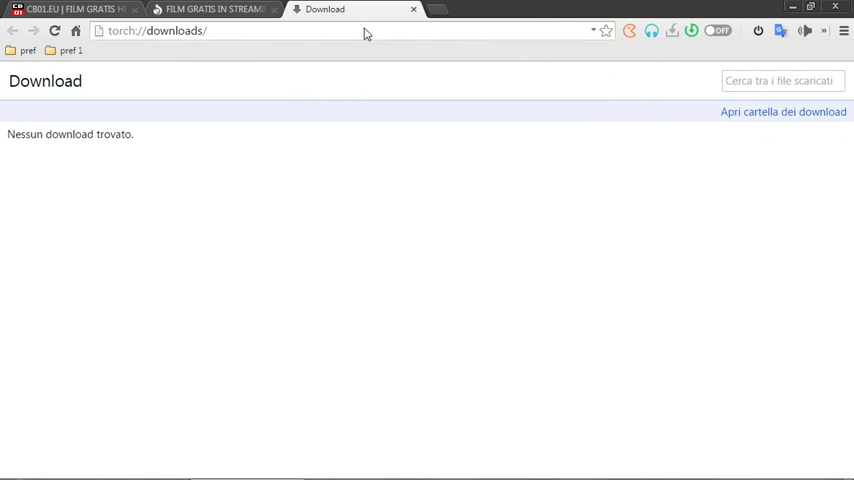 CB01.EU | FILM GRATIS H
FILM GRATIS IN STREAMI
Download
torch://downloads/
OFF
»
pref
pref 1
Download
Cerca tra i file scaricati
Apri cartella dei download
Nessun download trovato.